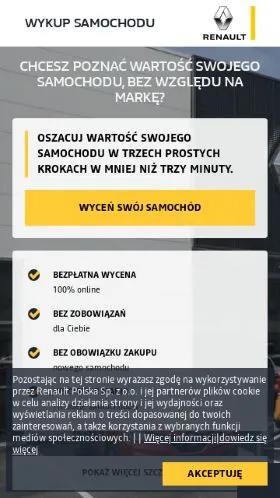 WYKUP SAMOCHODU
RENAULT
CHCESZ POZNAĆ WARTOŚĆ SWOJEGO
SAMOCHODU, BEZ WZGLĘDU NA
MARKĘ?
OSZACUJ WARTOŚĆ SWOJEGO
SAMOCHODU W TRZECH PROSTYCH
KROKACH W MNIEJ NIŻ TRZY MINUTY.
WYCEŃ SWÓJ SAMOCHÓD
BEZPŁATNA WYCENA
100% online
BEZ ZOBOWIĄZAŃ
dla Ciebie
BEZ OBOWIĄZKU ZAKUPU
nowego samochodu
Pozostając na tej stronie wyrażasz zgodę na wykorzystywanie
przez Renault Polska Sp. z o. o. i jej partnerów plików cookie
w celu analizy działania strony i jej wydajności oraz
wyświetlania reklam o treści dopasowanej do twoich
zainteresowań, a także korzystania z wybranych funkcji
mediów społecznościowych. | | Więcej informacji|dowiedz się
więcej
POKAŻ WIĘCEJ SZCZ
AKCEPTUJĘ